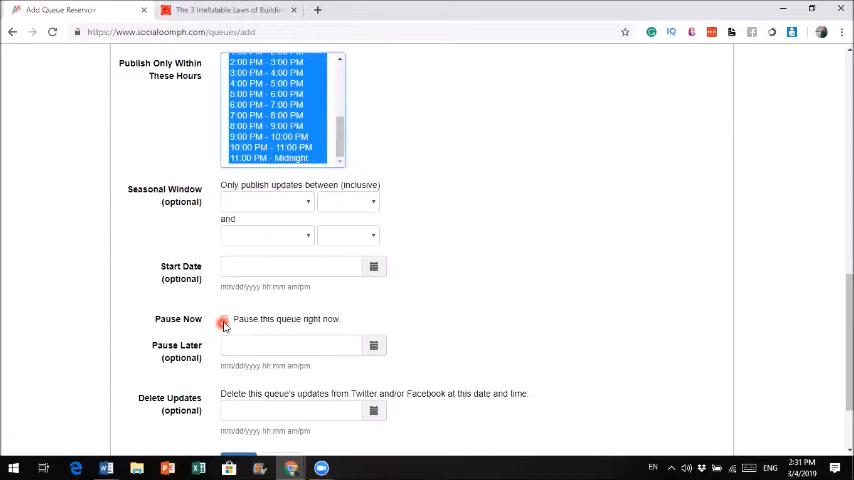 Add Queue Reservoir
The 3 Irrefutable Laws of Buildin
https://www.socialoomph.com/queues/add
Publish Only Within
These Hours
2:00 PM - 3:00 PM
3:00 PM - 4:00 PM
4:00 PM - 5:00 PM
5:00 PM - 6:00 PM
6:00 PM - 7:00 PM
7:00 PM - 8:00 PM
8:00 PM - 9:00 PM
9:00 PM - 10:00 PM
10:00 PM - 11:00 PM
11:00 PM - Midnight
Seasonal Window
(optional)
Only publish updates between (inclusive)
and
Start Date
(optional)
mm/dd/yyyy hh:mm am/pm
Pause Now
Pause this queue right now.
Pause Later
(optional)
mm/dd/yyyy hh:mm am/pm
Delete Updates
(optional)
Delete this queue's updates from Twitter and/or Facebook at this date and time:
mm/dd/yyyy hh:mm am/pm
EN
ENG
2:31 PM
3/4/2019